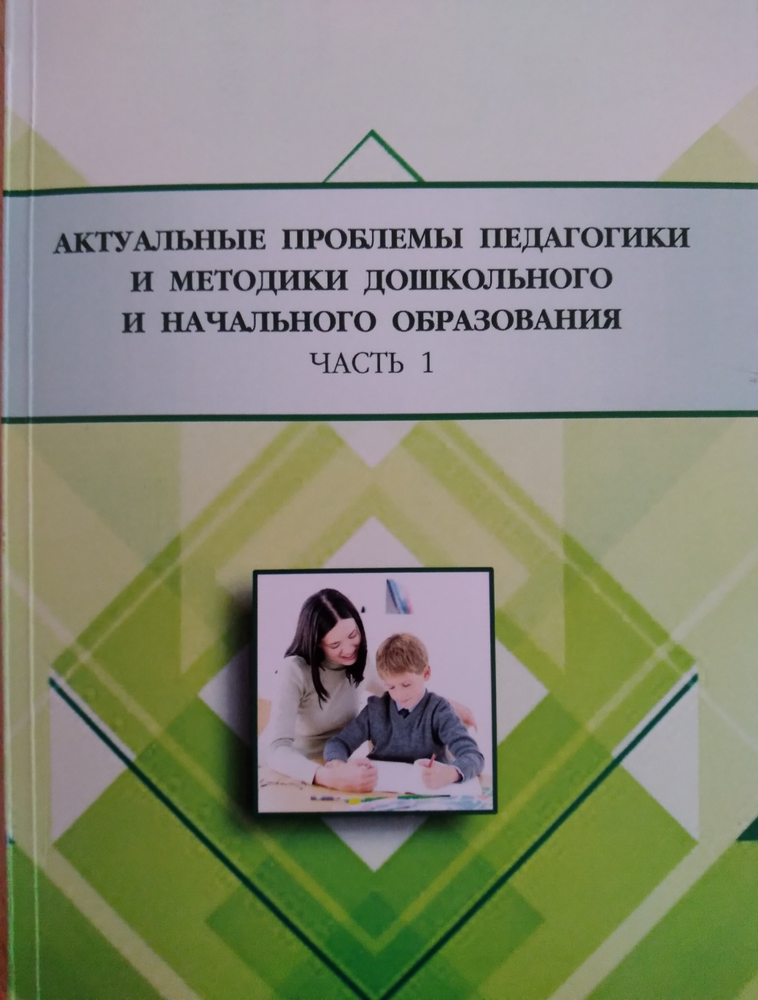 АКТУАЛЬНЫЕ ПРОБЛЕМЫ ПЕДАГОГИКИ
И МЕТОДИКИ ДОШКОЛЬНОГО
И НАЧАЛЬНОГО ОБРАЗОВАНИЯ
ЧАСТЬ 1